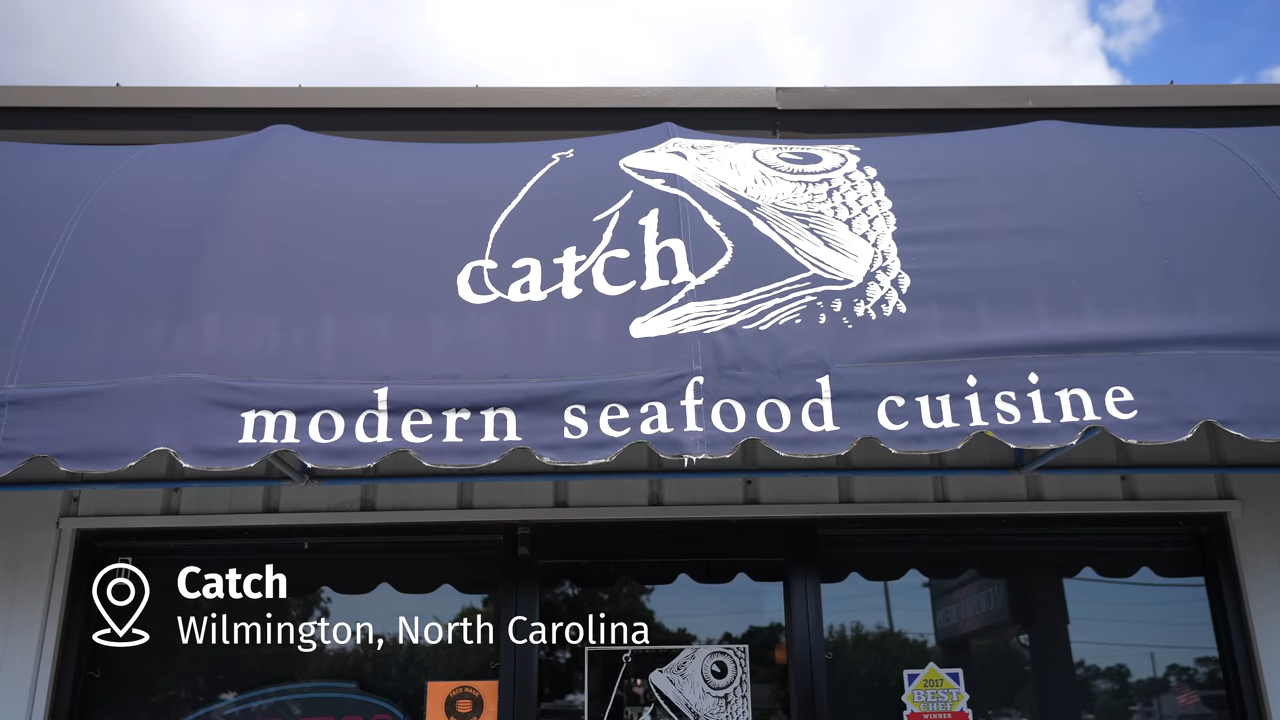 catch
modern seafood cuisine
Catch
Wilmington, North Carolina
FACE MASK
2017
BEST
CHEF
WINNER